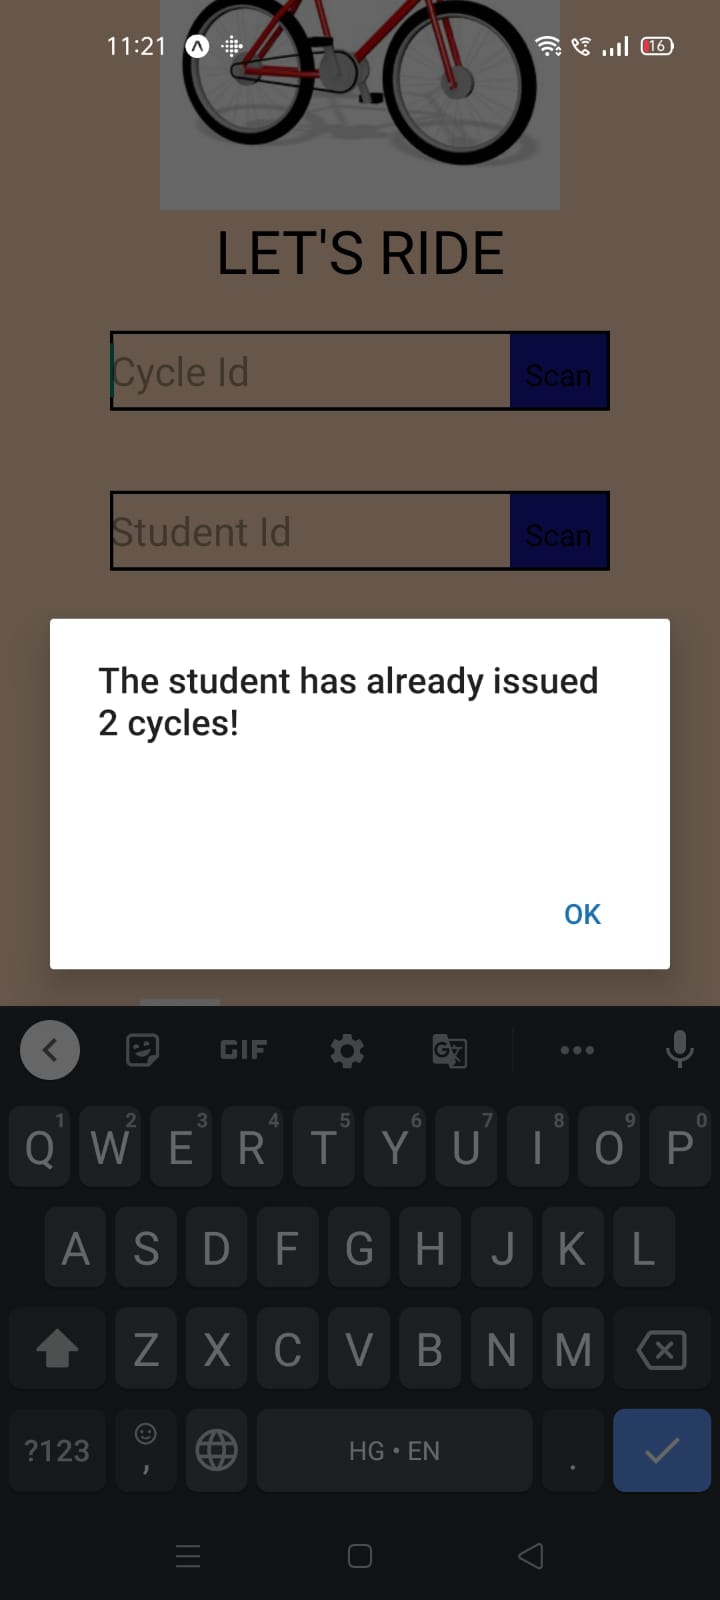 11:21
16
LET'S RIDE
Cycle Id
Scan
Student Id
Scan
The student has already issued
2 cycles!
OK
GIF
G
1 2 3 4 5 6 7 8 9 0
Q W E R T Y U I O P
A S D F G H J K L
Z X C V B N M
?123 , HG • EN .